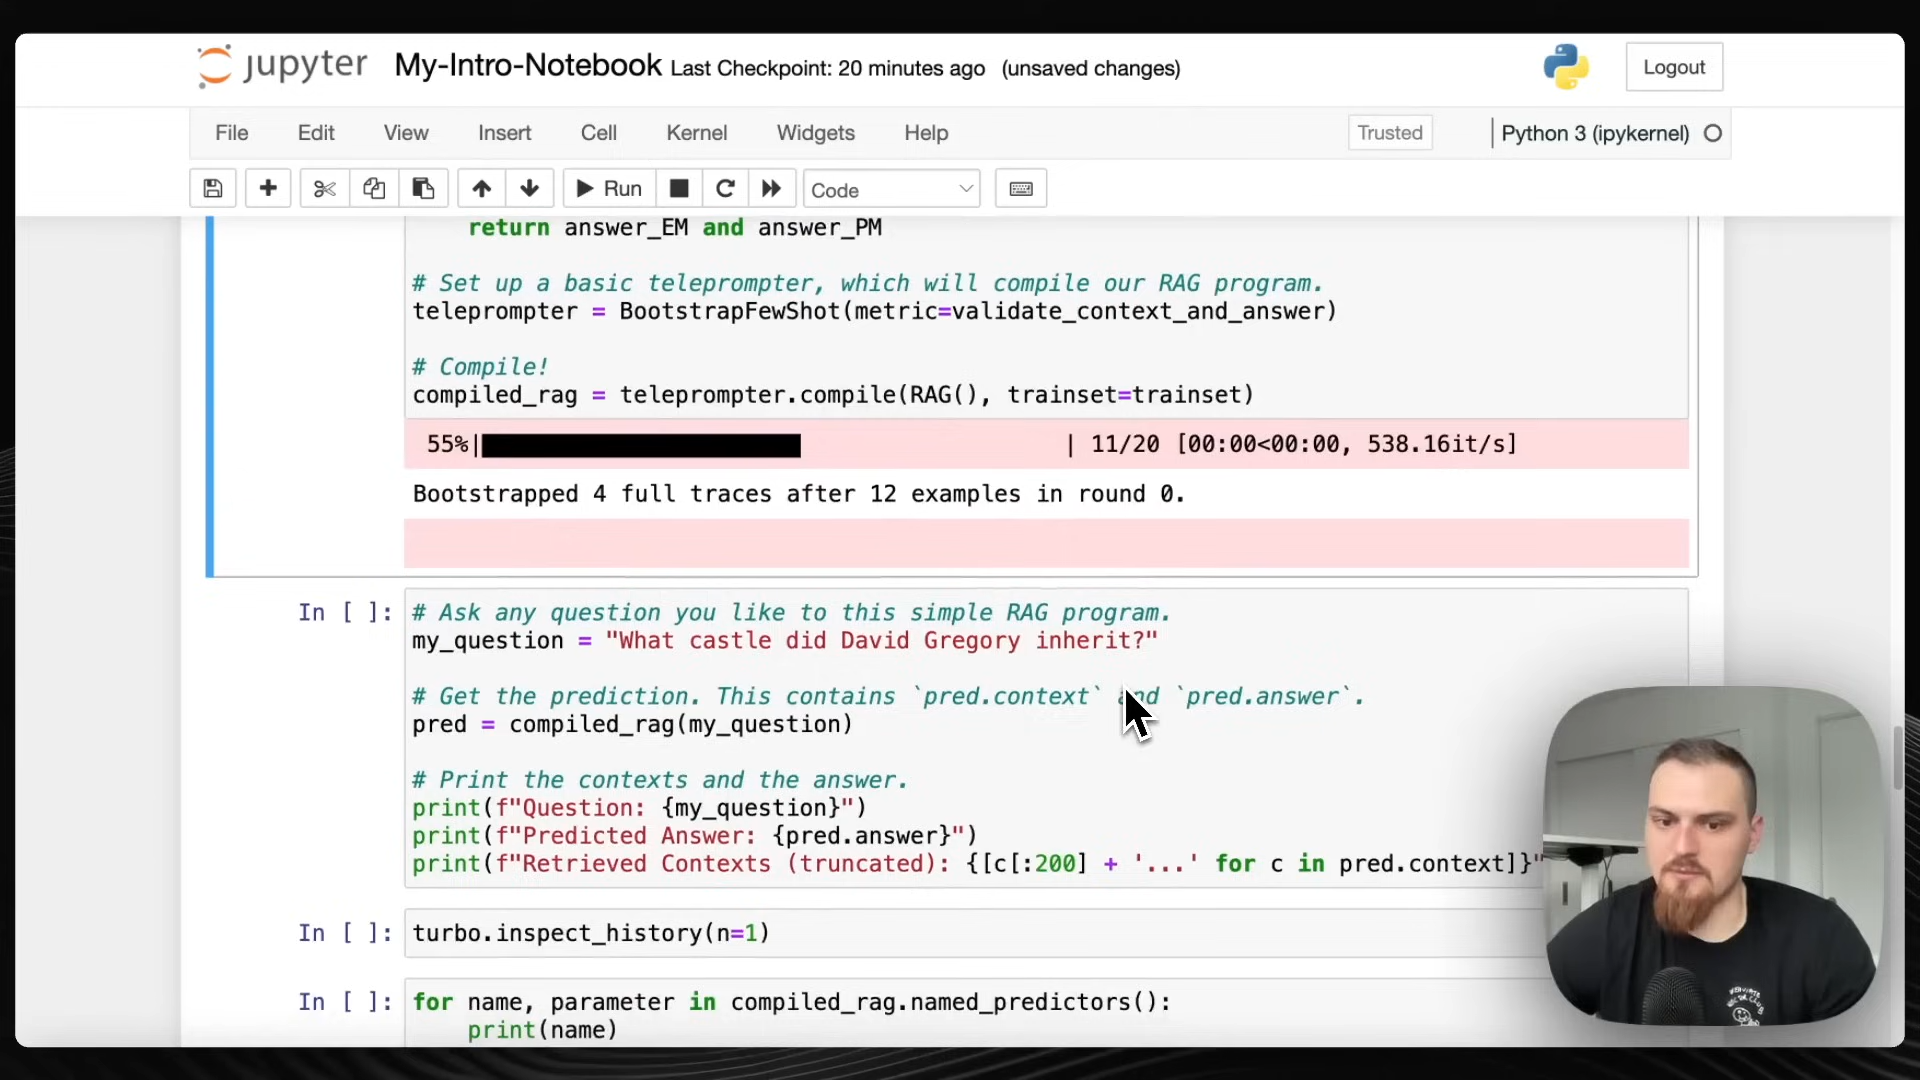 jupyter My-Intro-Notebook Last Checkpoint: 20 minutes ago (unsaved changes) Logout
File Edit View Insert Cell Kernel Widgets Help Trusted Python 3 (ipykernel)
Run Code
return answer_EM and answer_PM
# Set up a basic teleprompter, which will compile our RAG program.
teleprompter = BootstrapFewShot(metric=validate_context_and_answer)
# Compile!
compiled_rag = teleprompter.compile(RAG(), trainset=trainset)
55%| | 11/20 [00:00<00:00, 538.16it/s]
Bootstrapped 4 full traces after 12 examples in round 0.
In [ ]: # Ask any question you like to this simple RAG program.
my_question = "What castle did David Gregory inherit?"
# Get the prediction. This contains `pred.context` and `pred.answer`.
pred = compiled_rag(my_question)
# Print the contexts and the answer.
print(f"Question: {my_question}")
print(f"Predicted Answer: {pred.answer}")
print(f"Retrieved Contexts (truncated): {[c[:200] + '...' for c in pred.context]}"
In [ ]: turbo.inspect_history(n=1)
In [ ]: for name, parameter in compiled_rag.named_predictors():
print(name)